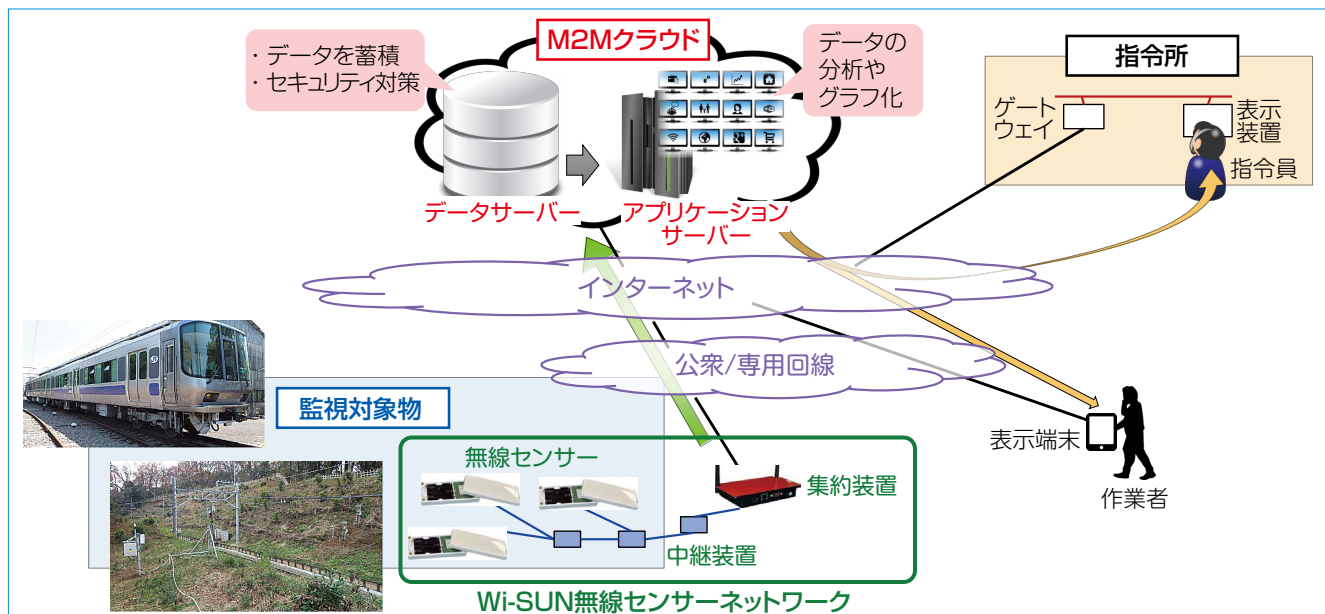 M2Mクラウド
・データを蓄積
・セキュリティ対策
データの
分析や
グラフ化
指令所
ゲート
ウェイ
表示
装置
指令員
データサーバー
アプリケーション
サーバー
インターネット
公衆/専用回線
監視対象物
無線センサー
集約装置
中継装置
表示端末
作業者
Wi-SUN無線センサーネットワーク